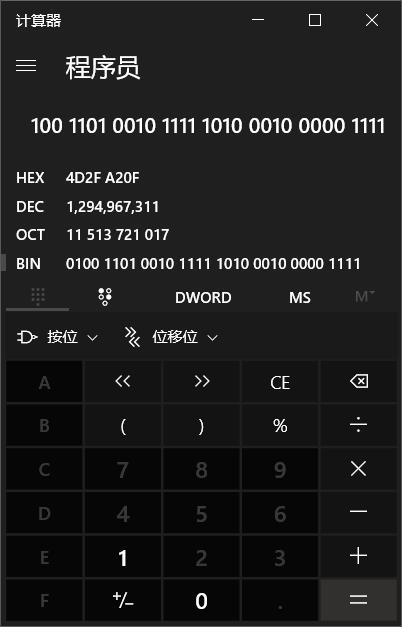 计算器
程序员
100 1101 0010 1111 1010 0010 0000 1111
HEX 4D2F A20F
DEC 1,294,967,311
OCT 11 513 721 017
BIN 0100 1101 0010 1111 1010 0010 0000 1111
DWORD MS M
按位 位移位
A << >> CE
B ( ) % ÷
C 7 8 9 ×
D 4 5 6 −
E 1 2 3 +
F +/− 0 . =